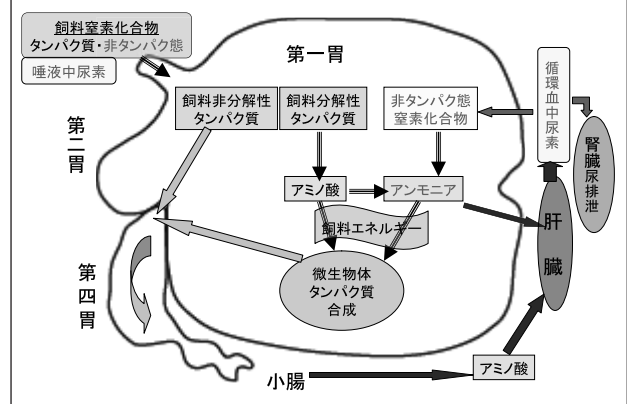 飼料窒素化合物
タンパク質・非タンパク態
唾液中尿素
第一胃
第二胃
第四胃
飼料非分解性
タンパク質
飼料分解性
タンパク質
非タンパク態
窒素化合物
循環血中尿素
腎臓尿排泄
アミノ酸
アンモニア
飼料エネルギー
肝臓
微生物体
タンパク質
合成
小腸
アミノ酸